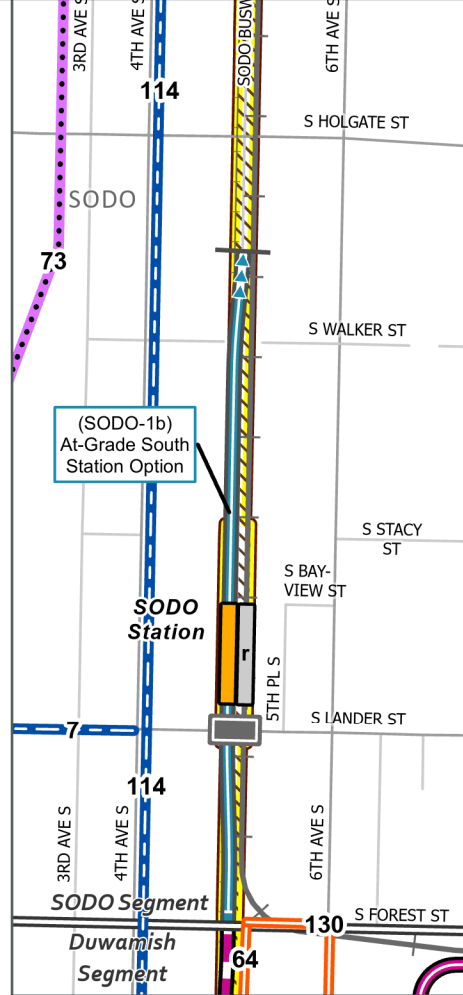 3RD AVE S
4TH AVE S
SODO BUSW
6TH AVE S
114
S HOLGATE ST
SODO
73
S WALKER ST
(SODO-1b)
At-Grade South
Station Option
S STACY
ST
S BAY-
VIEW ST
SODO
Station
r
5TH PL S
S LANDER ST
7
114
3RD AVE S
4TH AVE S
6TH AVE S
SODO Segment
S FOREST ST
130
Duwamish
Segment
64